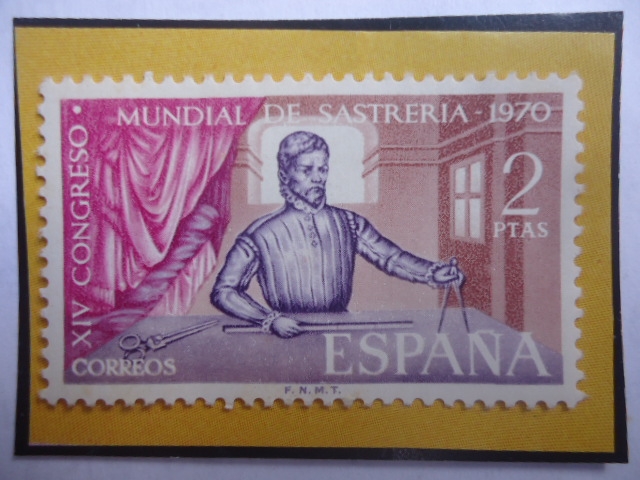 XIV CONGRESO •
MUNDIAL DE SASTRERIA - 1970
2
PTAS
CORREOS
ESPAÑA
F. N. M. T.